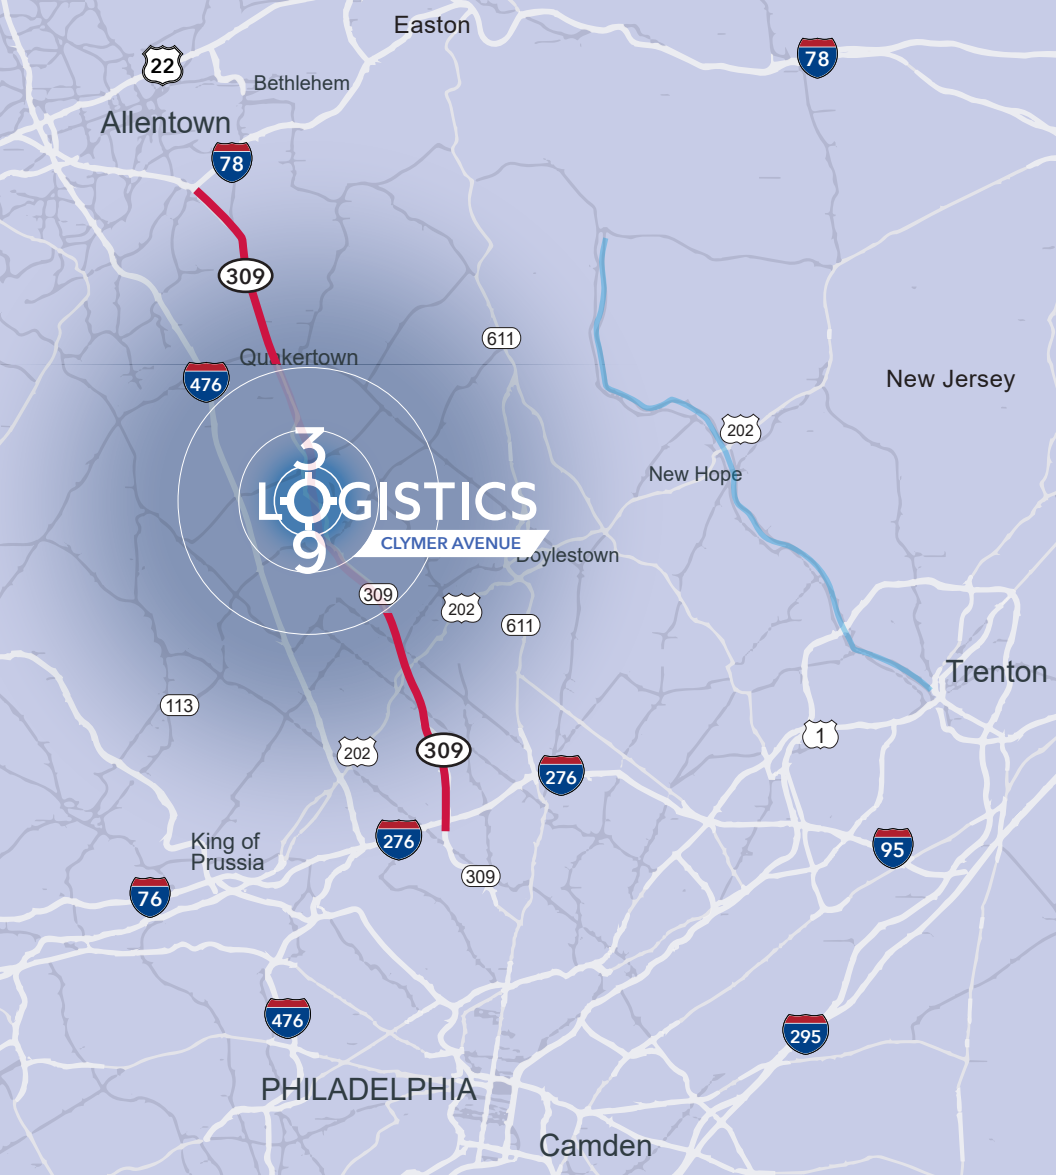 Easton
22
78
Bethlehem
Allentown
78
309
611
Quakertown
476
New Jersey
202
3
New Hope
LOGISTICS
CLYMER AVENUE
9
Doylestown
309
202
611
Trenton
113
1
202
309
276
276
King of
Prussia
95
309
76
476
295
PHILADELPHIA
Camden